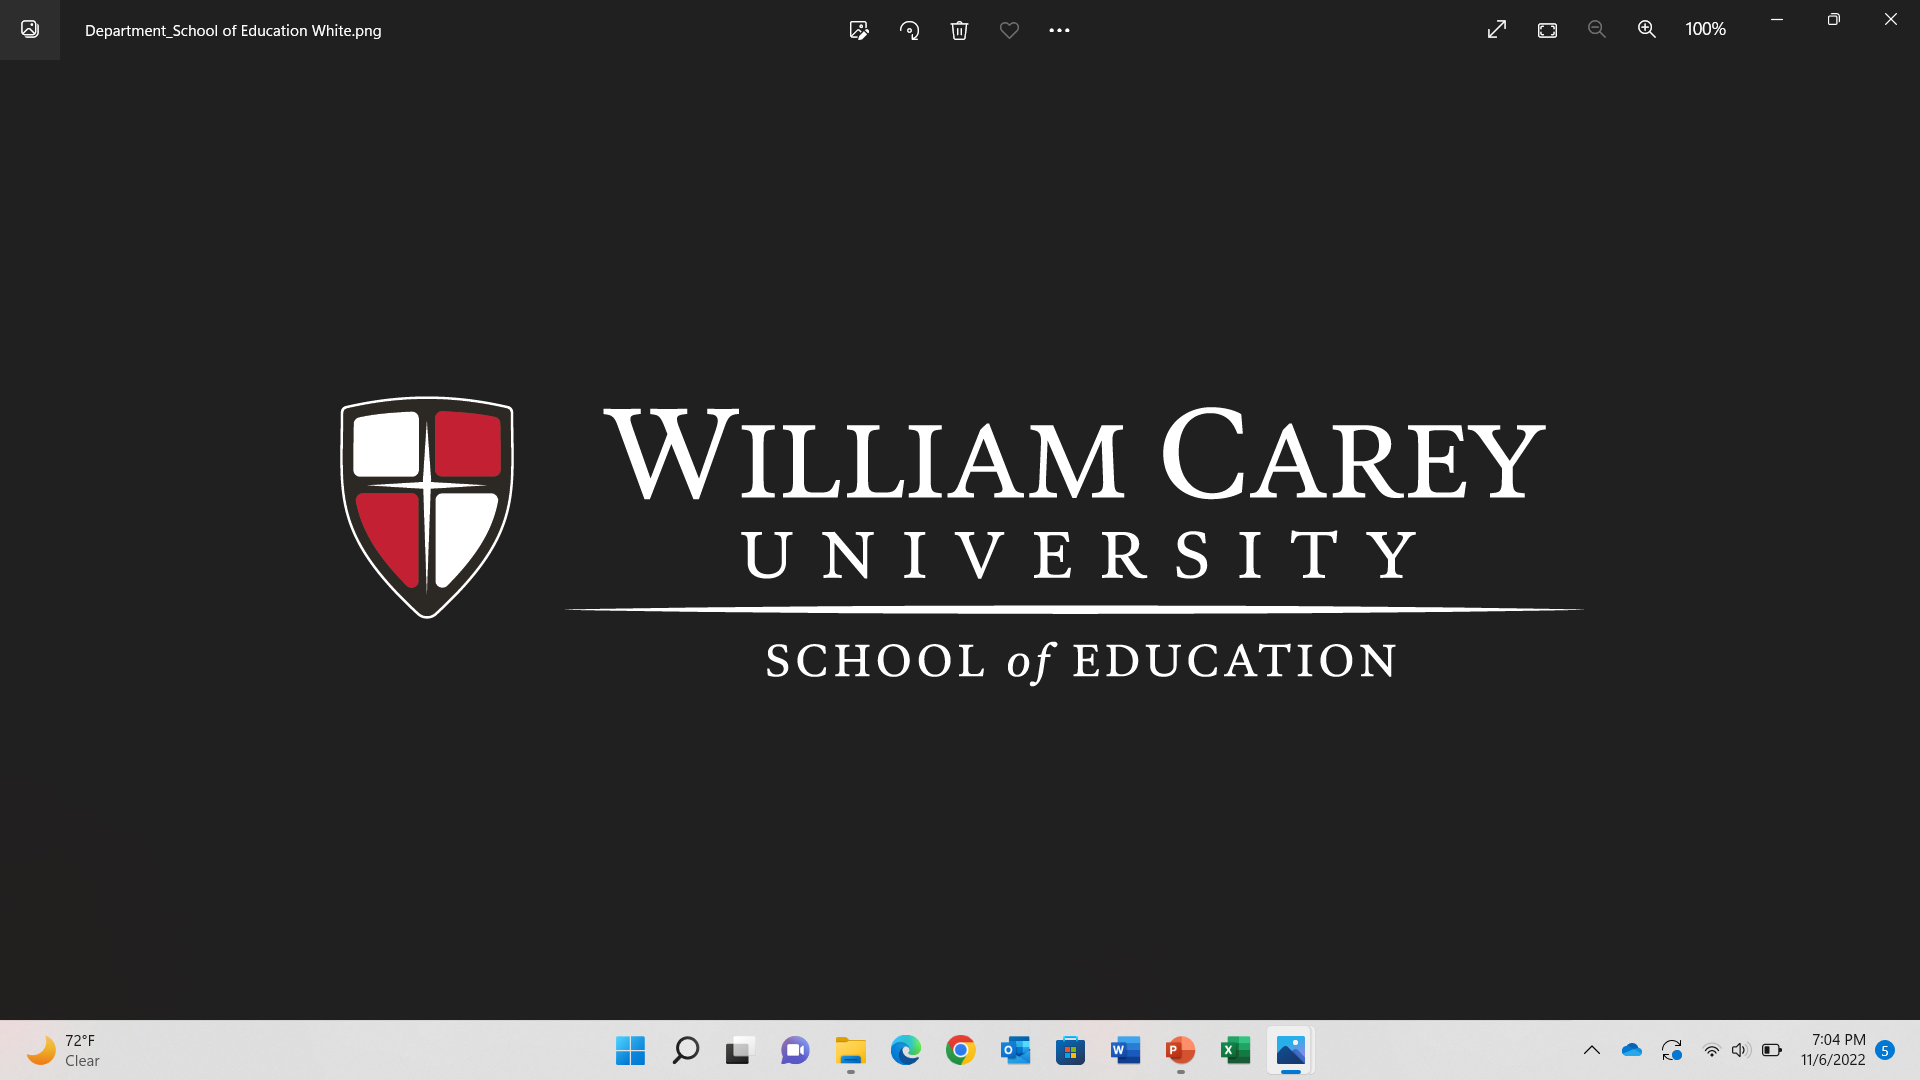 Department_School of Education White.png
100%
WILLIAM CAREY
UNIVERSITY
SCHOOL of EDUCATION
72°F
Clear
7:04 PM
11/6/2022
5